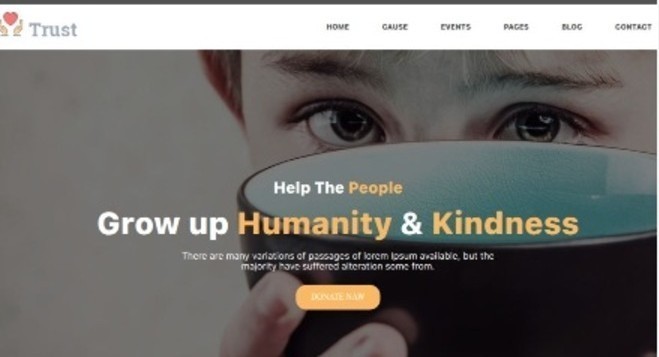 Trust
HOME CAUSE EVENTS PAGES BLOG CONTACT
Help The People
Grow up Humanity & Kindness
There are many variations of passages of lorem Ipsum available, but the
majority have suffered alteration some from.
DONATE NAW